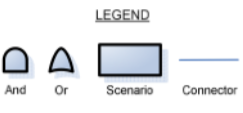 LEGEND
And Or Scenario Connector